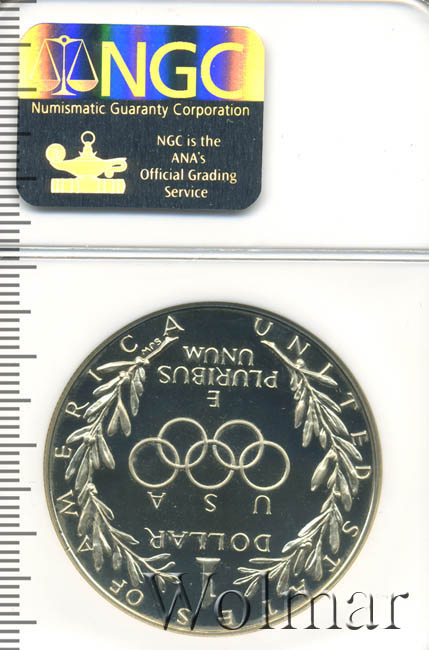 NGC
Numismatic Guaranty Corporation
NGC is the
ANA's
Official Grading
Service
UNITED STATES OF AMERICA
E
PLURIBUS
UNUM
USA
DOLLAR
1
Wolmar